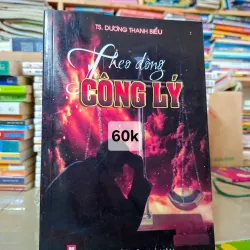 TS. DƯƠNG THANH BIỂU
Theo dòng
CÔNG LÝ
60k